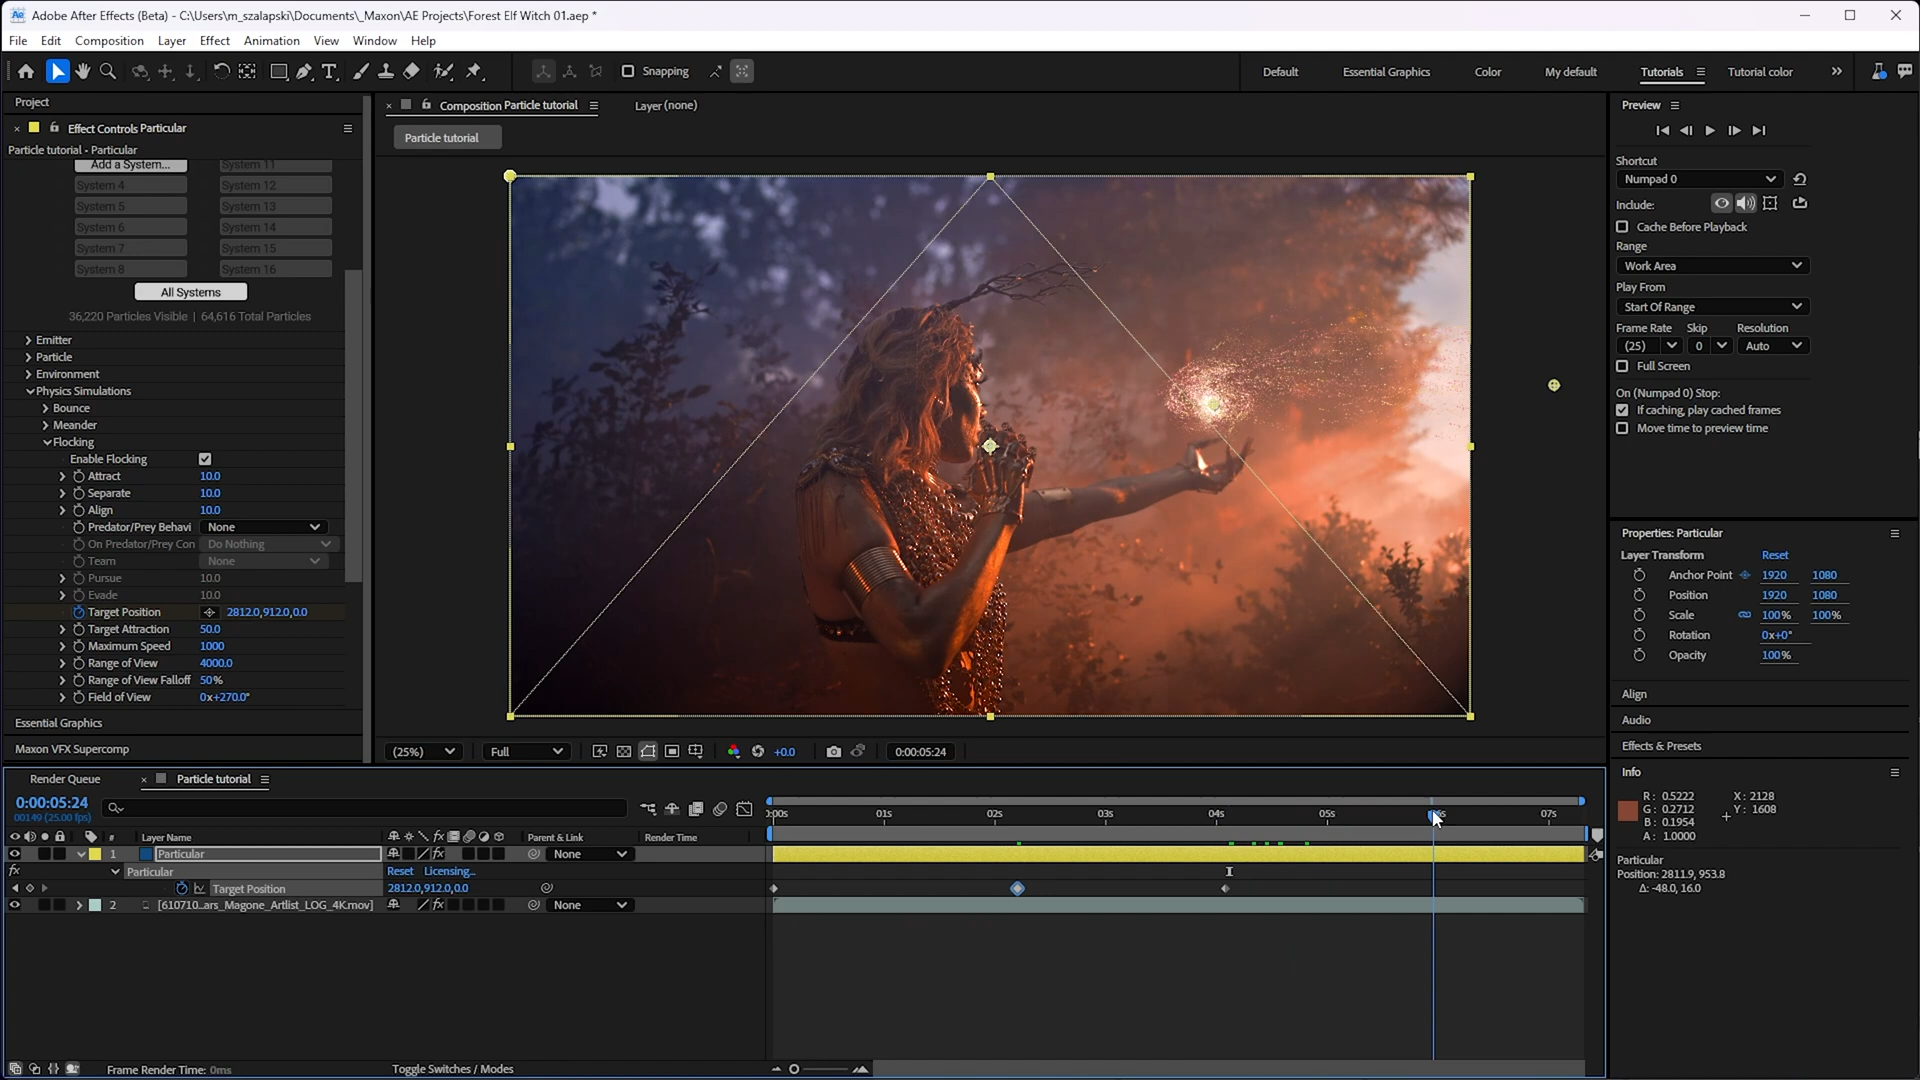 Adobe After Effects (Beta) - C:\Users\m_szalapski\Documents\_Maxon\AE Projects\Forest Elf Witch 01.aep *
File Edit Composition Layer Effect Animation View Window Help
Snapping
Default Essential Graphics Color My default Tutorials Tutorial color
Project
Effect Controls Particular
Particle tutorial - Particular
Add a System... System 11
System 4 System 12
System 5 System 13
System 6 System 14
System 7 System 15
System 8 System 16
All Systems
36,220 Particles Visible | 64,616 Total Particles
Emitter
Particle
Environment
Physics Simulations
Bounce
Meander
Flocking
Enable Flocking
Attract 10.0
Separate 10.0
Align 10.0
Predator/Prey Behavi None
On Predator/Prey Con Do Nothing
Team None
Pursue 10.0
Evade 10.0
Target Position 2812.0,912.0,0.0
Target Attraction 50.0
Maximum Speed 1000
Range of View 4000.0
Range of View Falloff 50%
Field of View 0x+270.0°
Essential Graphics
Maxon VFX Supercomp
Composition Particle tutorial Layer (none)
Particle tutorial
(25%) Full +0.0 0:00:05:24
Preview
Shortcut
Numpad 0
Include:
Cache Before Playback
Range
Work Area
Play From
Start Of Range
Frame Rate Skip Resolution
(25) 0 Auto
Full Screen
On (Numpad 0) Stop:
If caching, play cached frames
Move time to preview time
Properties: Particular
Layer Transform Reset
Anchor Point 1920 1080
Position 1920 1080
Scale 100% 100%
Rotation 0x+0°
Opacity 100%
Align
Audio
Effects & Presets
Info
R: 0.5222 X: 2128
G: 0.2712 Y: 1608
B: 0.1954
A: 1.0000
Particular
Position: 2811.9, 953.8
Δ: -48.0, 16.0
Render Queue Particle tutorial
0:00:05:24
00149 (25.00 fps)
:00s 01s 02s 03s 04s 05s 07s
# Layer Name Parent & Link Render Time
1 Particular None
Particular Reset Licensing...
Target Position 2812.0,912.0,0.0
2 [610710...ars_Magone_Artlist_LOG_4K.mov] None
Frame Render Time: 0ms Toggle Switches / Modes